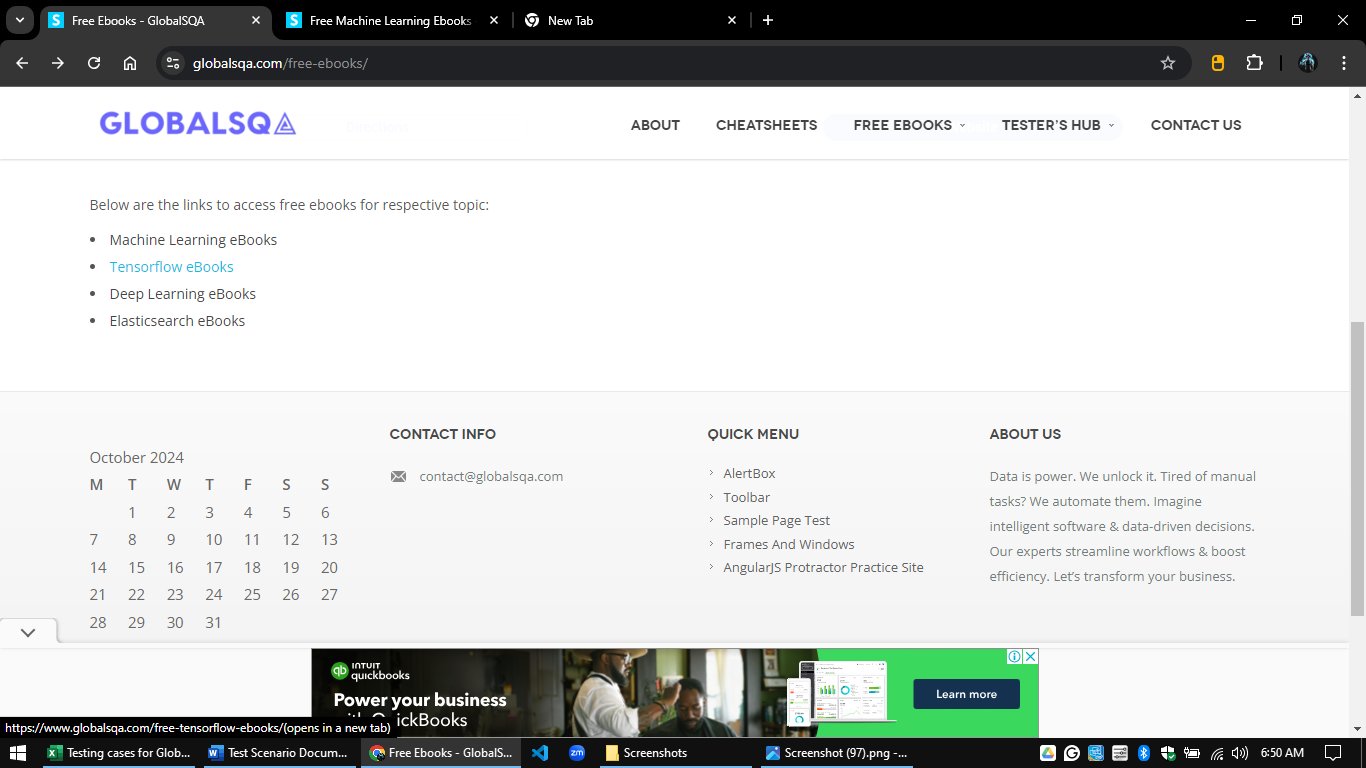 Free Ebooks - GlobalSQA
Free Machine Learning Ebooks
New Tab
globalsqa.com/free-ebooks/
GLOBALSQA
ABOUT CHEATSHEETS FREE EBOOKS TESTER'S HUB CONTACT US
Below are the links to access free ebooks for respective topic:
Machine Learning eBooks
Tensorflow eBooks
Deep Learning eBooks
Elasticsearch eBooks
October 2024
M T W T F S S
1 2 3 4 5 6
7 8 9 10 11 12 13
14 15 16 17 18 19 20
21 22 23 24 25 26 27
28 29 30 31
CONTACT INFO
contact@globalsqa.com
QUICK MENU
AlertBox
Toolbar
Sample Page Test
Frames And Windows
AngularJS Protractor Practice Site
ABOUT US
Data is power. We unlock it. Tired of manual
tasks? We automate them. Imagine
intelligent software & data-driven decisions.
Our experts streamline workflows & boost
efficiency. Let's transform your business.
qb INTUIT
quickbooks
Power your business
with QuickBooks
Learn more
https://www.globalsqa.com/free-tensorflow-ebooks/(opens in a new tab)
Testing cases for Glob...
Test Scenario Docum...
Free Ebooks - GlobalS...
zm
Screenshots
Screenshot (97).png -...
6:50 AM